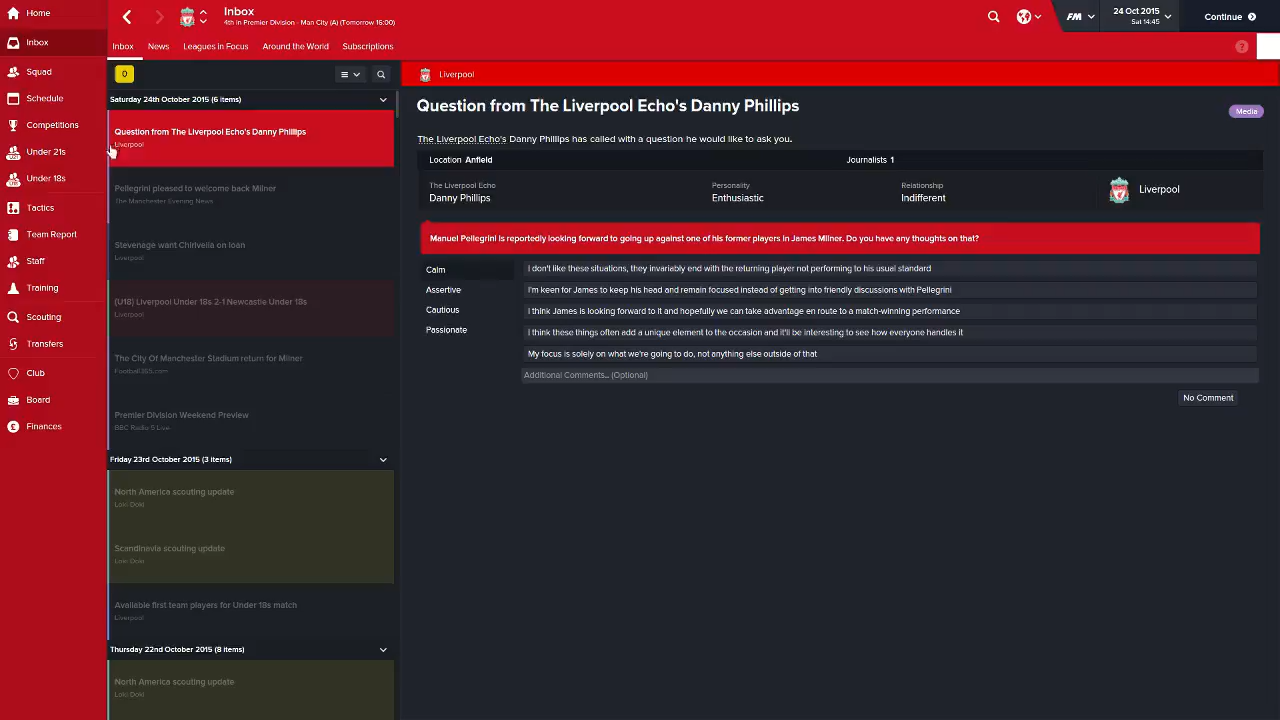 Home
Inbox
Squad
Schedule
Competitions
Under 21s
Under 18s
Tactics
Team Report
Staff
Training
Scouting
Transfers
Club
Board
Finances
Inbox
4th in Premier Division - Man City (A) (Tomorrow 16:00)
FM
24 Oct 2015
Sat 14:45
Continue
Inbox
News
Leagues in Focus
Around the World
Subscriptions
?
0
Saturday 24th October 2015 (6 items)
Question from The Liverpool Echo's Danny Phillips
Liverpool
Pellegrini pleased to welcome back Milner
The Manchester Evening News
Stevenage want Chirivella on loan
Liverpool
(U18) Liverpool Under 18s 2-1 Newcastle Under 18s
Liverpool
The City Of Manchester Stadium return for Milner
Football365.com
Premier Division Weekend Preview
BBC Radio 5 Live
Friday 23rd October 2015 (3 items)
North America scouting update
Loki Doki
Scandinavia scouting update
Loki Doki
Available first team players for Under 18s match
Liverpool
Thursday 22nd October 2015 (8 items)
North America scouting update
Loki Doki
Liverpool
Question from The Liverpool Echo's Danny Phillips
Media
The Liverpool Echo's Danny Phillips has called with a question he would like to ask you.
Location Anfield
Journalists 1
The Liverpool Echo
Danny Phillips
Personality
Enthusiastic
Relationship
Indifferent
Liverpool
Manuel Pellegrini is reportedly looking forward to going up against one of his former players in James Milner. Do you have any thoughts on that?
Calm
Assertive
Cautious
Passionate
I don't like these situations, they invariably end with the returning player not performing to his usual standard
I'm keen for James to keep his head and remain focused instead of getting into friendly discussions with Pellegrini
I think James is looking forward to it and hopefully we can take advantage en route to a match-winning performance
I think these things often add a unique element to the occasion and it'll be interesting to see how everyone handles it
My focus is solely on what we're going to do, not anything else outside of that
Additional Comments... (Optional)
No Comment